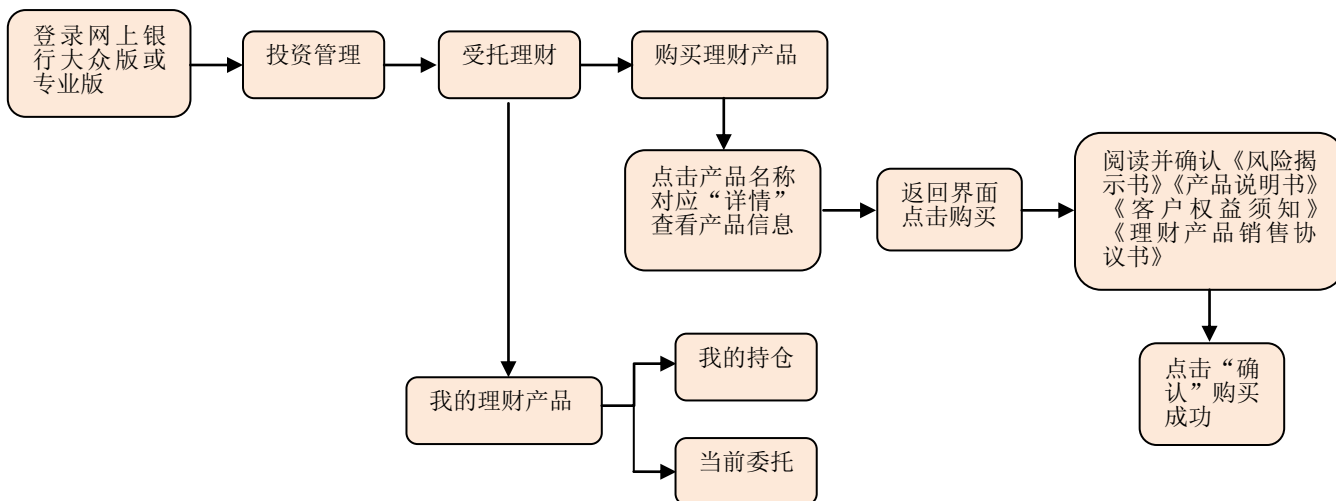 登录网上银
行大众版或
专业版
投资管理
受托理财
购买理财产品
点击产品名称
对应“详情”
查看产品信息
返回界面
点击购买
阅读并确认《风险揭
示书》《产品说明书》
《客户权益须知》
《理财产品销售协
议书》
点击“确
认”购买
成功
我的理财产品
我的持仓
当前委托